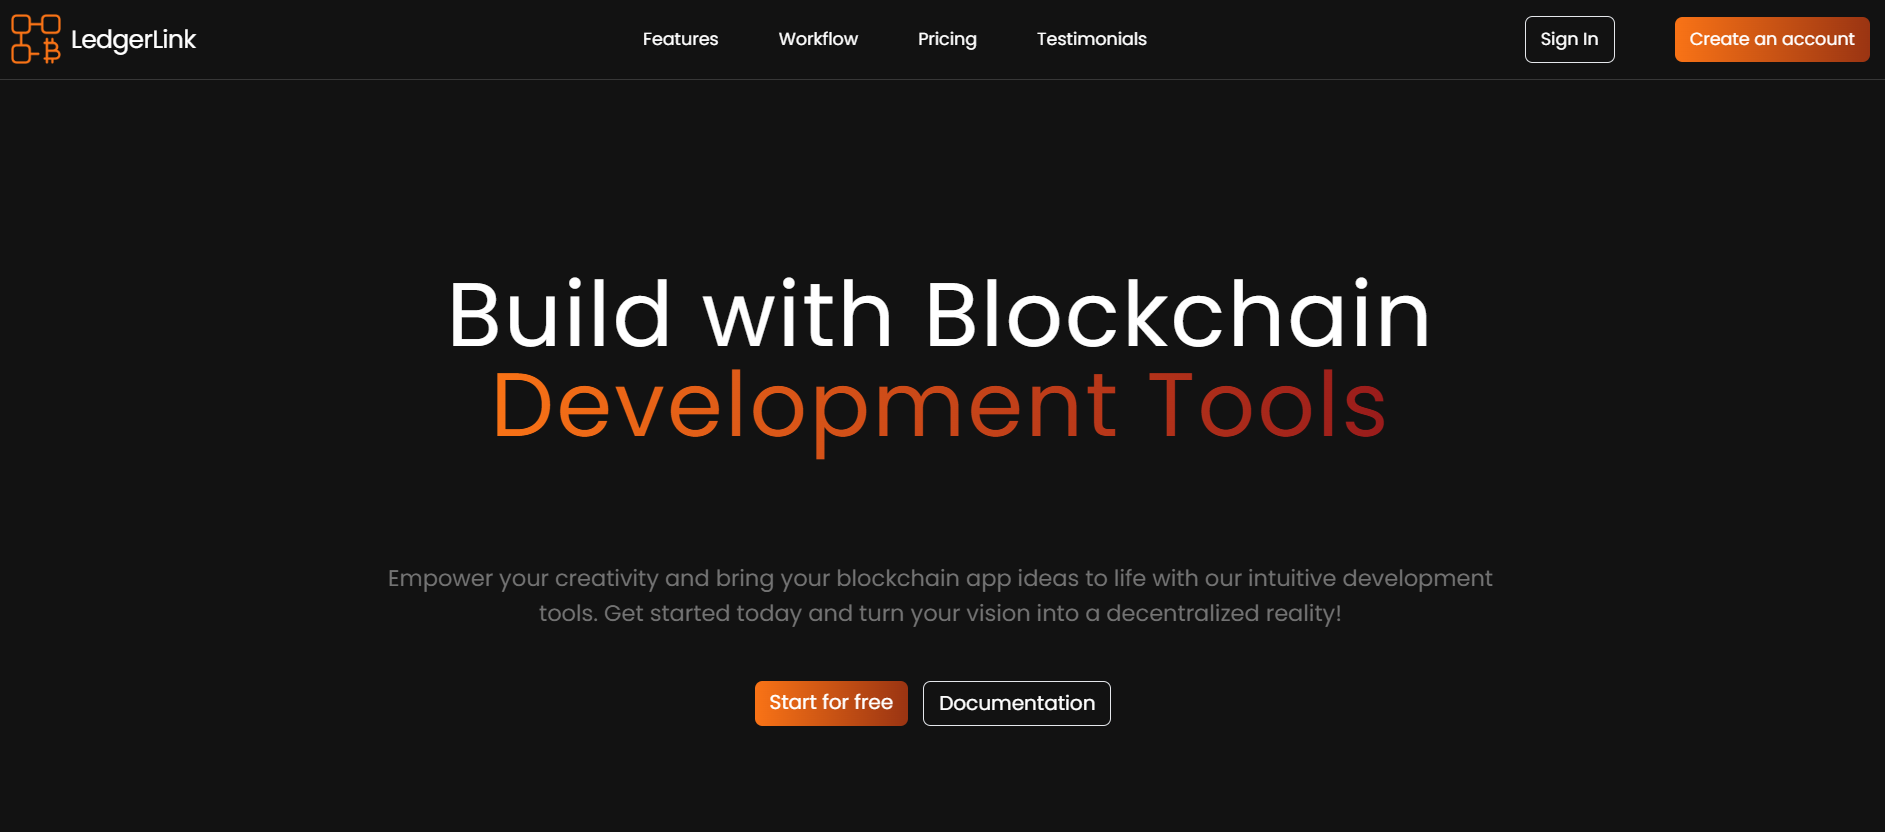 LedgerLink
Features
Workflow
Pricing
Testimonials
Sign In
Create an account
Build with Blockchain
Development Tools
Empower your creativity and bring your blockchain app ideas to life with our intuitive development
tools. Get started today and turn your vision into a decentralized reality!
Start for free
Documentation